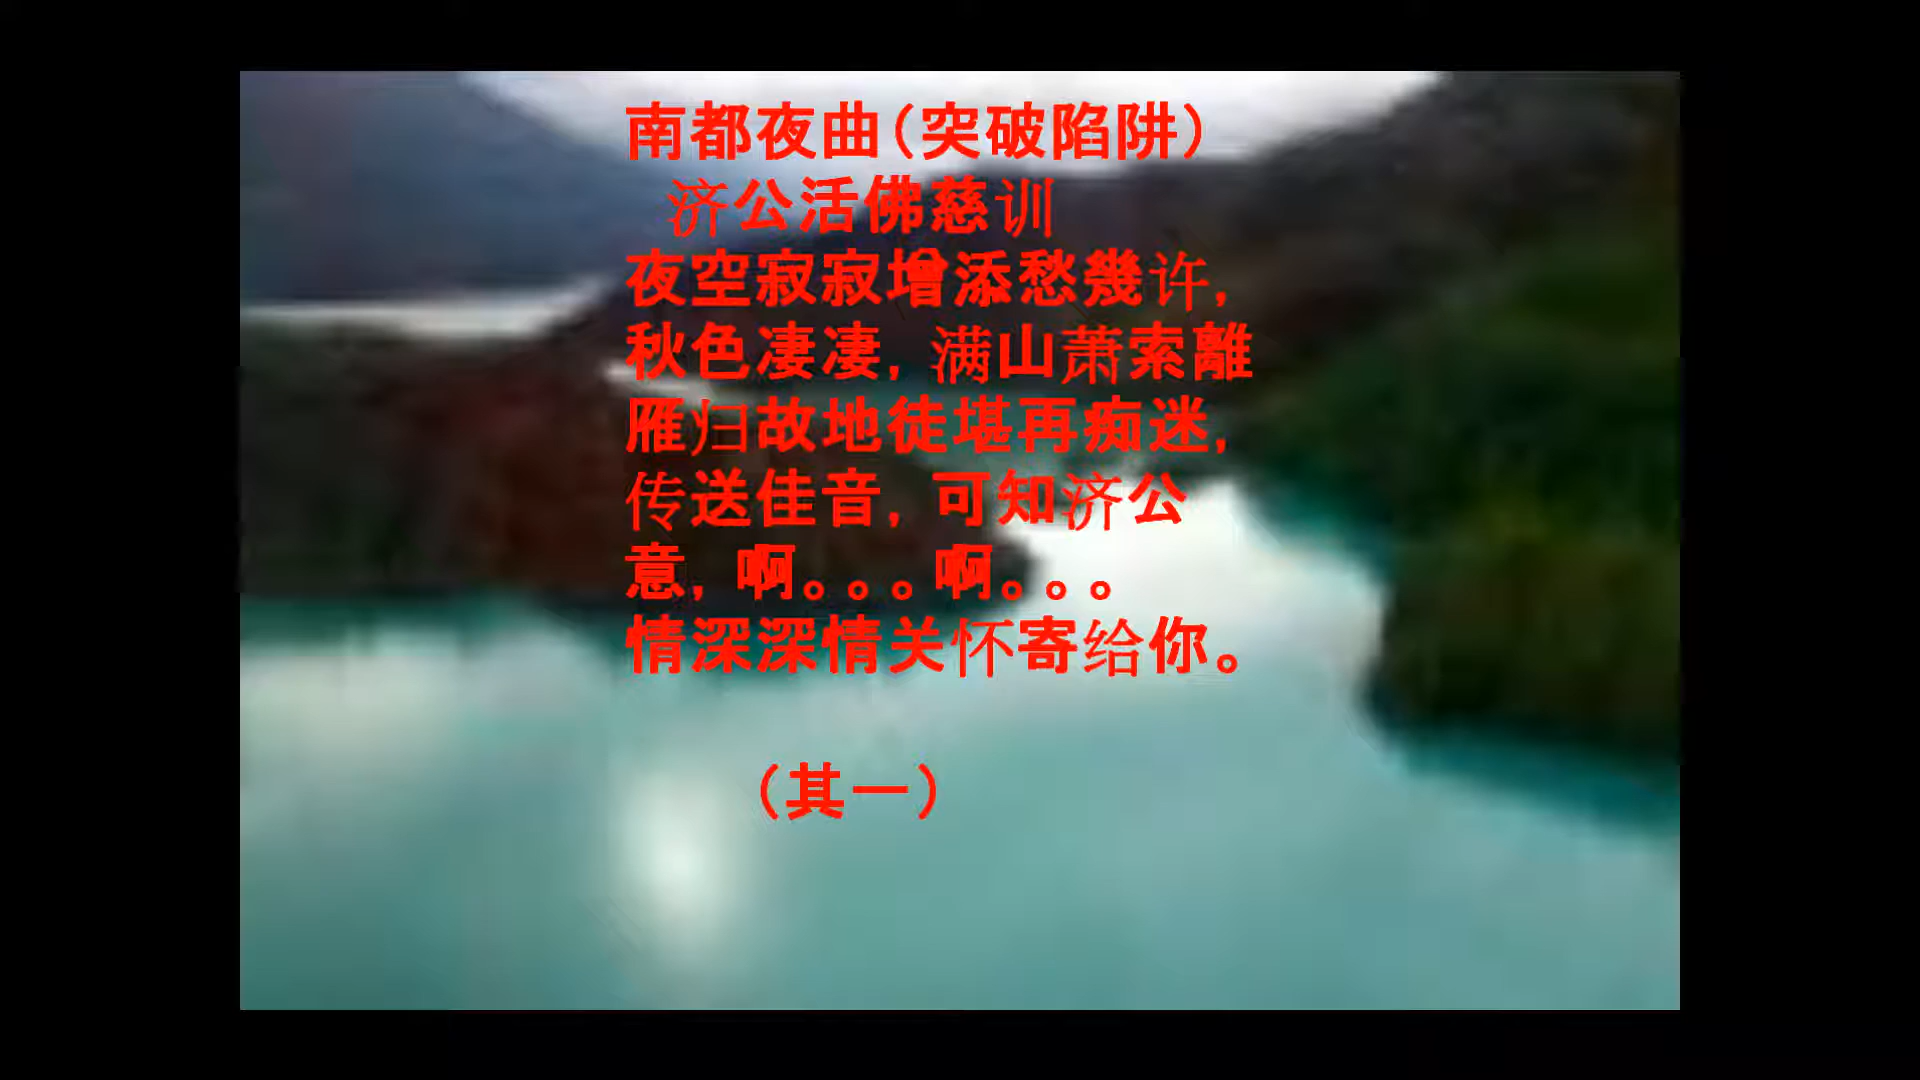 南都夜曲(突破陷阱)
济公活佛慈训
夜空寂寂增添愁幾许,
秋色凄凄, 满山萧索離
雁归故地徒堪再痴迷,
传送佳音, 可知济公
意, 啊。。。啊。。。
情深深情关怀寄给你。
(其一)